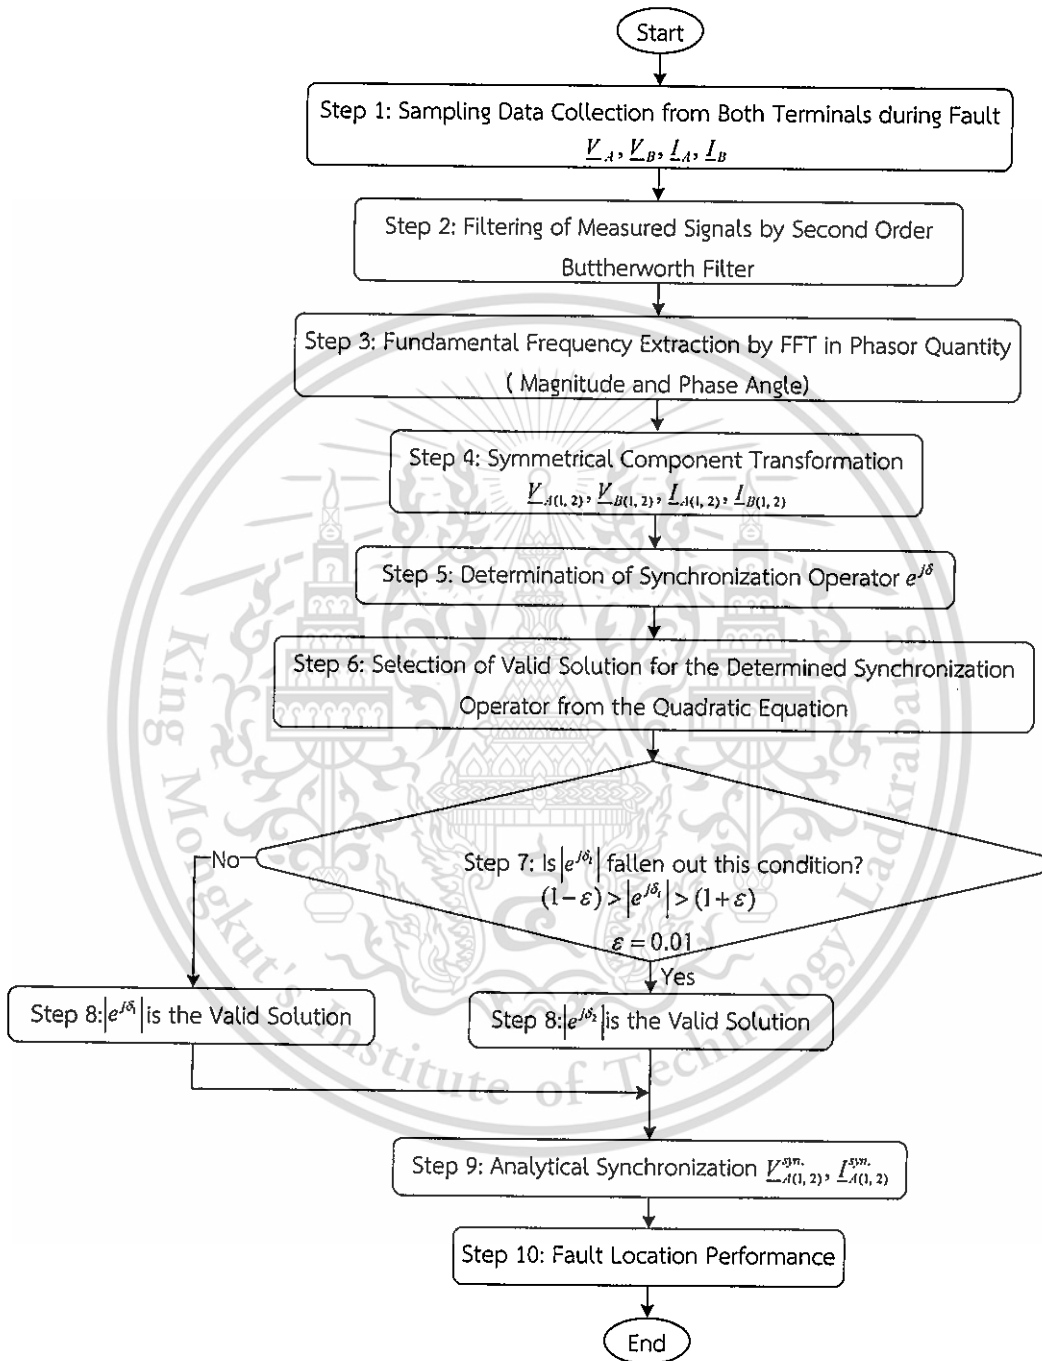 Start
Step 1: Sampling Data Collection from Both Terminals during Fault
V_A, V_B, I_A, I_B
Step 2: Filtering of Measured Signals by Second Order
Buttherworth Filter
Step 3: Fundamental Frequency Extraction by FFT in Phasor Quantity
( Magnitude and Phase Angle)
Step 4: Symmetrical Component Transformation
V_A(1, 2), V_B(1, 2), I_A(1, 2), I_B(1, 2)
Step 5: Determination of Synchronization Operator e^{jδ}
Step 6: Selection of Valid Solution for the Determined Synchronization
Operator from the Quadratic Equation
No
Step 7: Is |e^{jδ_1}| fallen out this condition?
(1-ε) > |e^{jδ_1}| > (1+ε)
ε = 0.01
Yes
Step 8: |e^{jδ_1}| is the Valid Solution
Step 8: |e^{jδ_2}| is the Valid Solution
Step 9: Analytical Synchronization V_{A(1, 2)}^{syn.}, I_{A(1, 2)}^{syn.}
Step 10: Fault Location Performance
End
King Mongkut's Institute of Technology Ladkrabang